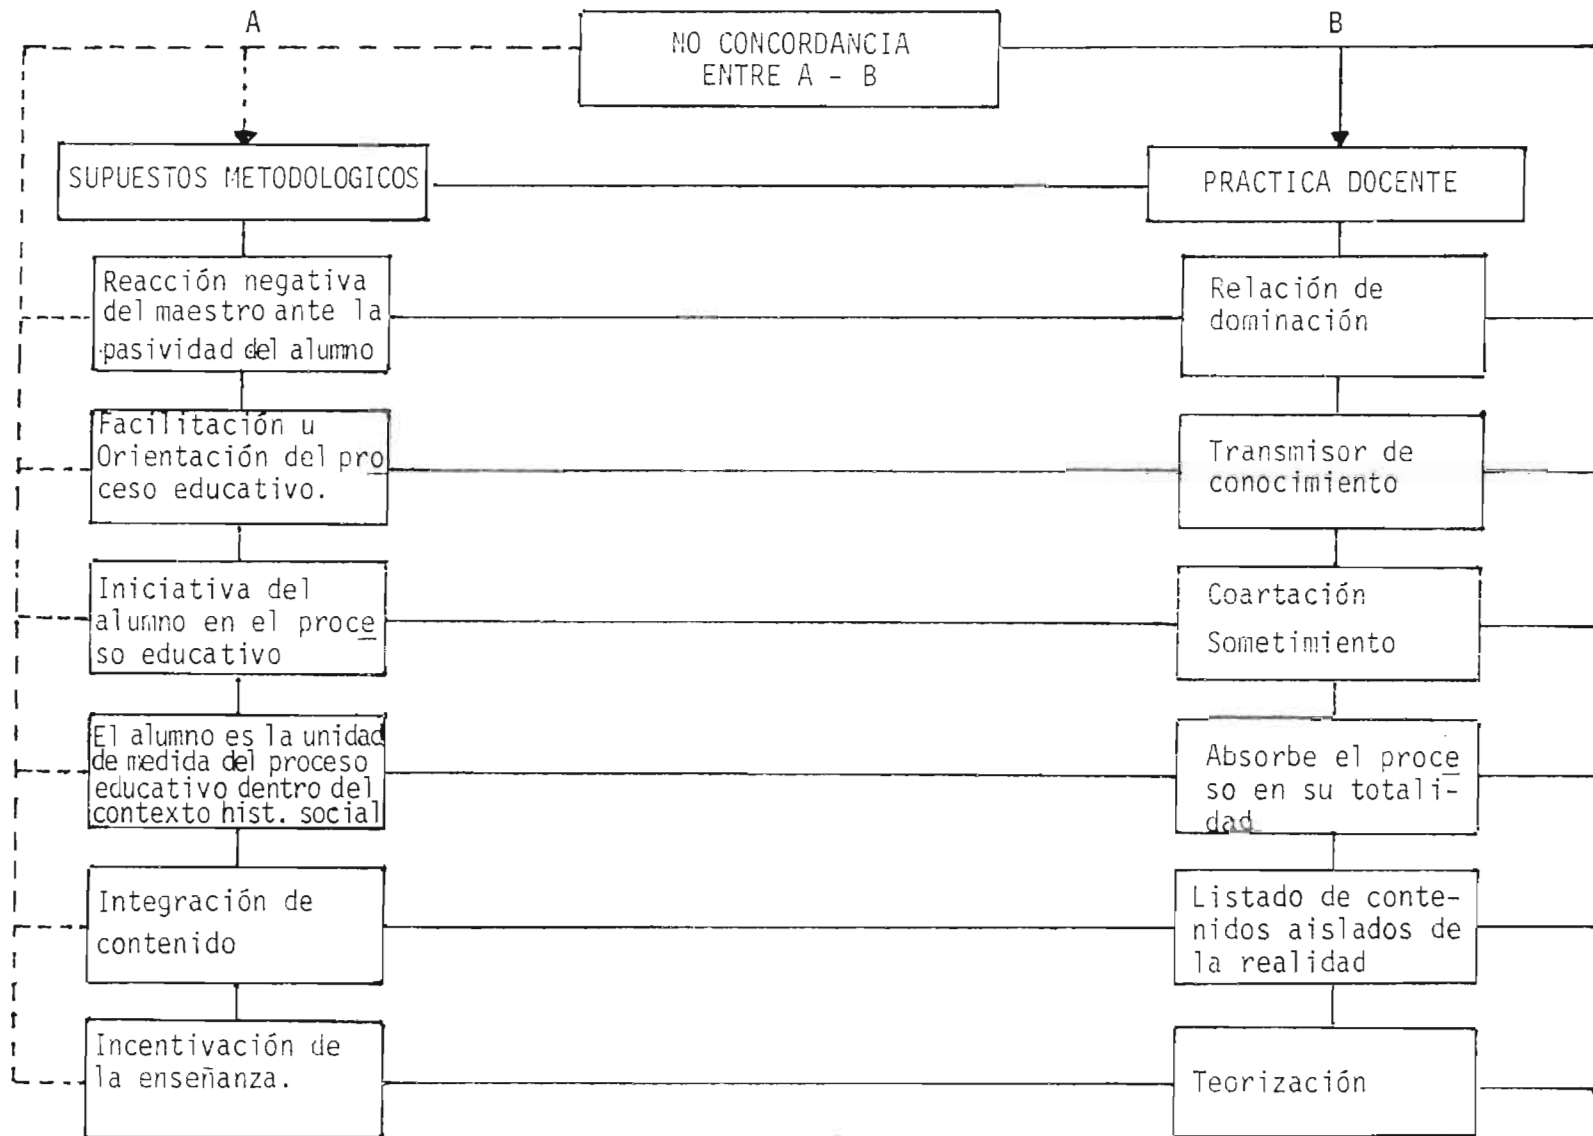 A
NO CONCORDANCIA
ENTRE A - B
B
SUPUESTOS METODOLOGICOS
PRACTICA DOCENTE
Reacción negativa
del maestro ante la
pasividad del alumno
Relación de
dominación
Facilitación u
Orientación del pro
ceso educativo.
Transmisor de
conocimiento
Iniciativa del
alumno en el proce
so educativo
Coartación
Sometimiento
El alumno es la unidad
de medida del proceso
educativo dentro del
contexto hist. social
Absorbe el proce
so en su totali-
dad
Integración de
contenido
Listado de conte-
nidos aislados de
la realidad
Incentivación de
la enseñanza.
Teorización